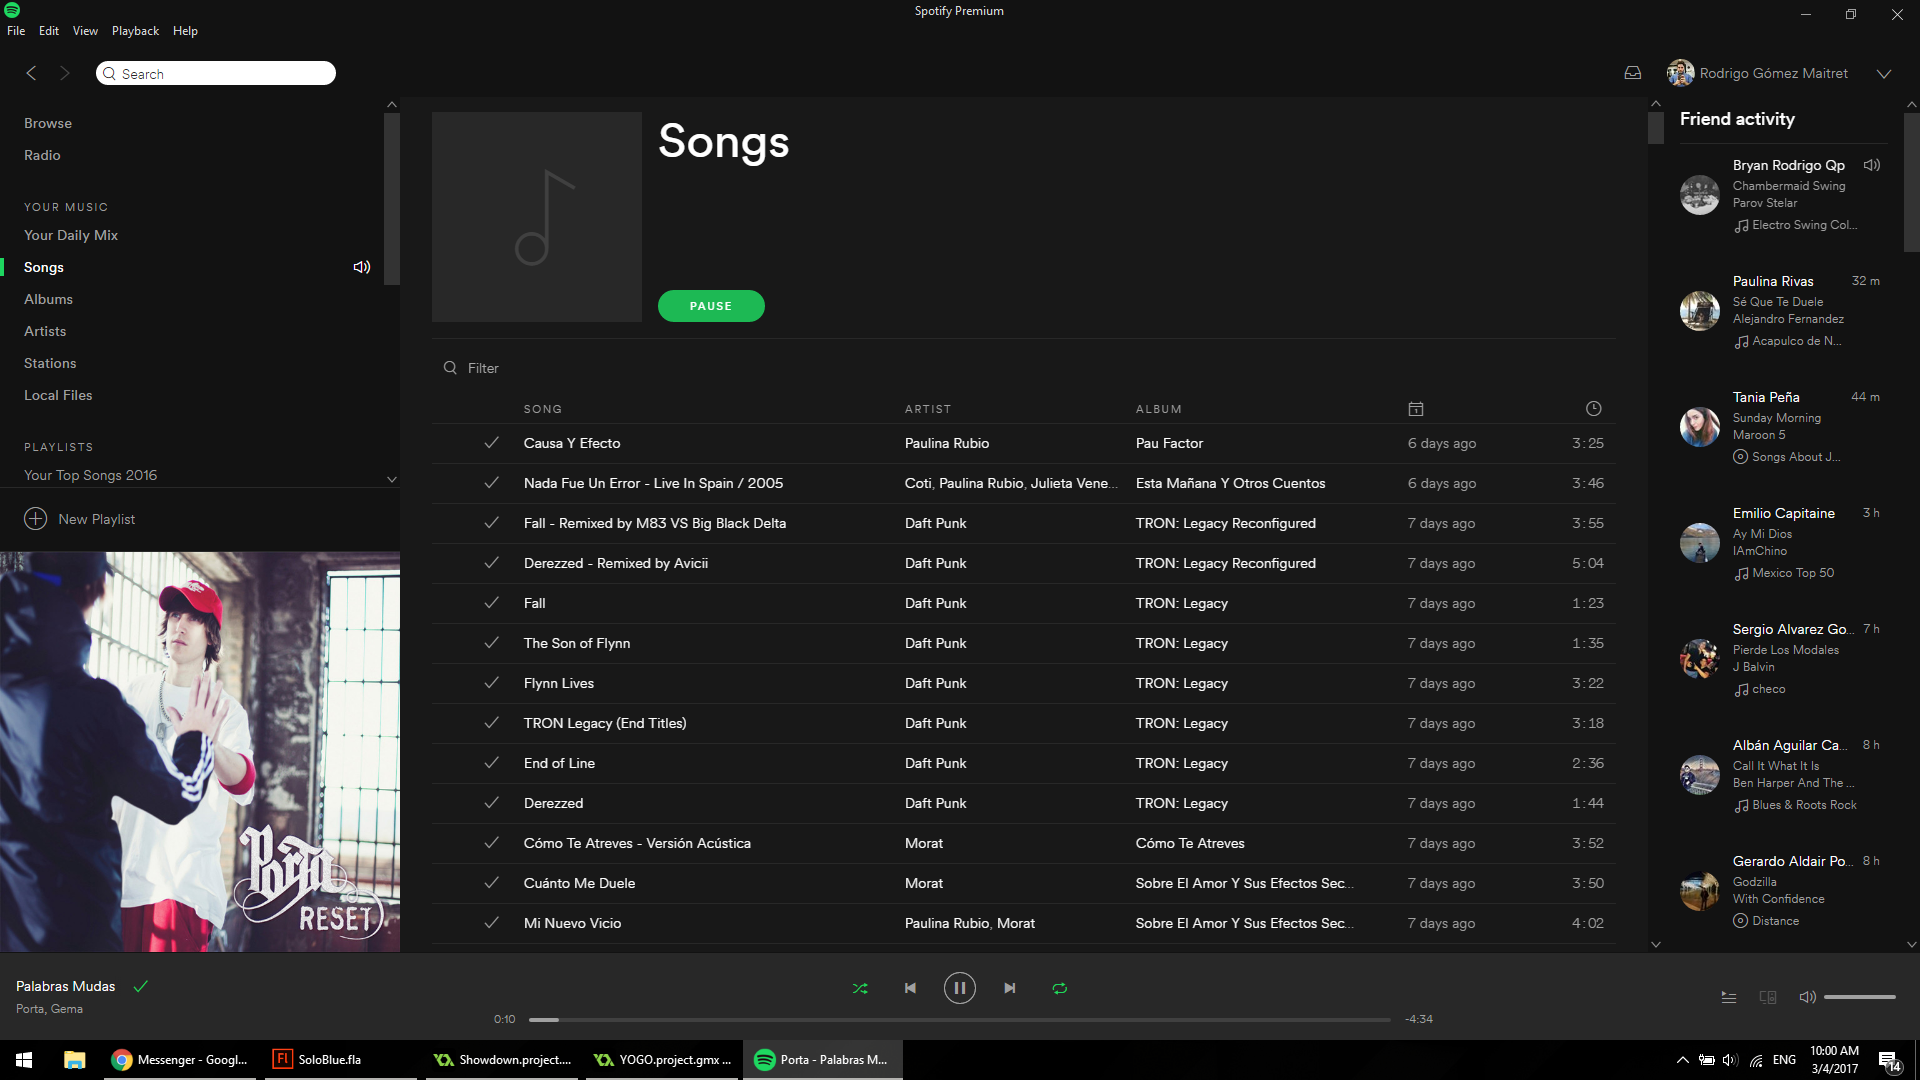 Spotify Premium
File Edit View Playback Help
Search
Rodrigo Gómez Maitret
Browse
Radio
YOUR MUSIC
Your Daily Mix
Songs
Albums
Artists
Stations
Local Files
PLAYLISTS
Your Top Songs 2016
New Playlist
Porta
RESET
Songs
PAUSE
Filter
SONG ARTIST ALBUM
Causa Y Efecto Paulina Rubio Pau Factor 6 days ago 3:25
Nada Fue Un Error - Live In Spain / 2005 Coti, Paulina Rubio, Julieta Vene... Esta Mañana Y Otros Cuentos 6 days ago 3:46
Fall - Remixed by M83 VS Big Black Delta Daft Punk TRON: Legacy Reconfigured 7 days ago 3:55
Derezzed - Remixed by Avicii Daft Punk TRON: Legacy Reconfigured 7 days ago 5:04
Fall Daft Punk TRON: Legacy 7 days ago 1:23
The Son of Flynn Daft Punk TRON: Legacy 7 days ago 1:35
Flynn Lives Daft Punk TRON: Legacy 7 days ago 3:22
TRON Legacy (End Titles) Daft Punk TRON: Legacy 7 days ago 3:18
End of Line Daft Punk TRON: Legacy 7 days ago 2:36
Derezzed Daft Punk TRON: Legacy 7 days ago 1:44
Cómo Te Atreves - Versión Acústica Morat Cómo Te Atreves 7 days ago 3:52
Cuánto Me Duele Morat Sobre El Amor Y Sus Efectos Sec... 7 days ago 3:50
Mi Nuevo Vicio Paulina Rubio, Morat Sobre El Amor Y Sus Efectos Sec... 7 days ago 4:02
Friend activity
Bryan Rodrigo Qp
Chambermaid Swing
Parov Stelar
Electro Swing Col...
Paulina Rivas 32 m
Sé Que Te Duele
Alejandro Fernandez
Acapulco de N...
Tania Peña 44 m
Sunday Morning
Maroon 5
Songs About J...
Emilio Capitaine 3 h
Ay Mi Dios
IAmChino
Mexico Top 50
Sergio Alvarez Go... 7 h
Pierde Los Modales
J Balvin
checo
Albán Aguilar Ca... 8 h
Call It What It Is
Ben Harper And The ...
Blues & Roots Rock
Gerardo Aldair Po... 8 h
Godzilla
With Confidence
Distance
Palabras Mudas
Porta, Gema
0:10 -4:34
Messenger - Googl... Fl SoloBlue.fla Showdown.project.... YOGO.project.gmx ... Porta - Palabras M... ENG 10:00 AM
3/4/2017
14